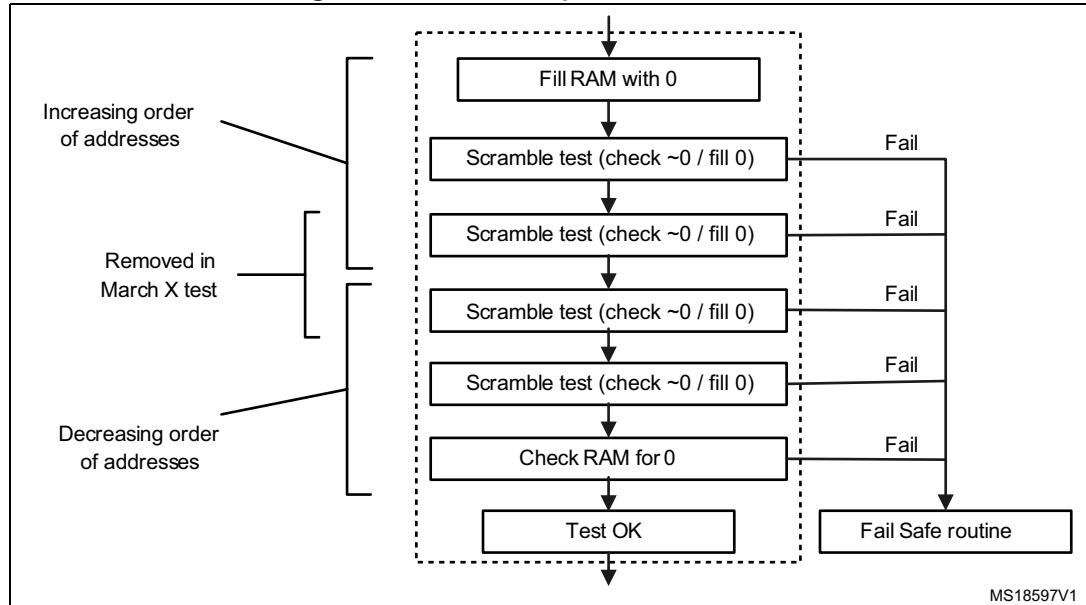 Fill RAM with 0
Increasing order
of addresses
Scramble test (check ~0 / fill 0)
Fail
Scramble test (check ~0 / fill 0)
Fail
Removed in
March X test
Scramble test (check ~0 / fill 0)
Fail
Scramble test (check ~0 / fill 0)
Fail
Decreasing order
of addresses
Check RAM for 0
Fail
Test OK
Fail Safe routine
MS18597V1